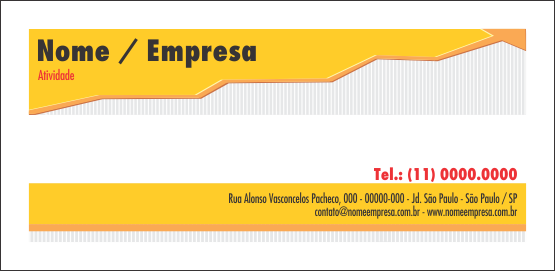 Nome / Empresa
Atividade
Tel.: (11) 0000.0000
Rua Alonso Vasconcelos Pacheco, 000 - 00000-000 - Jd. São Paulo - São Paulo / SP
contato@nomeempresa.com.br - www.nomeempresa.com.br